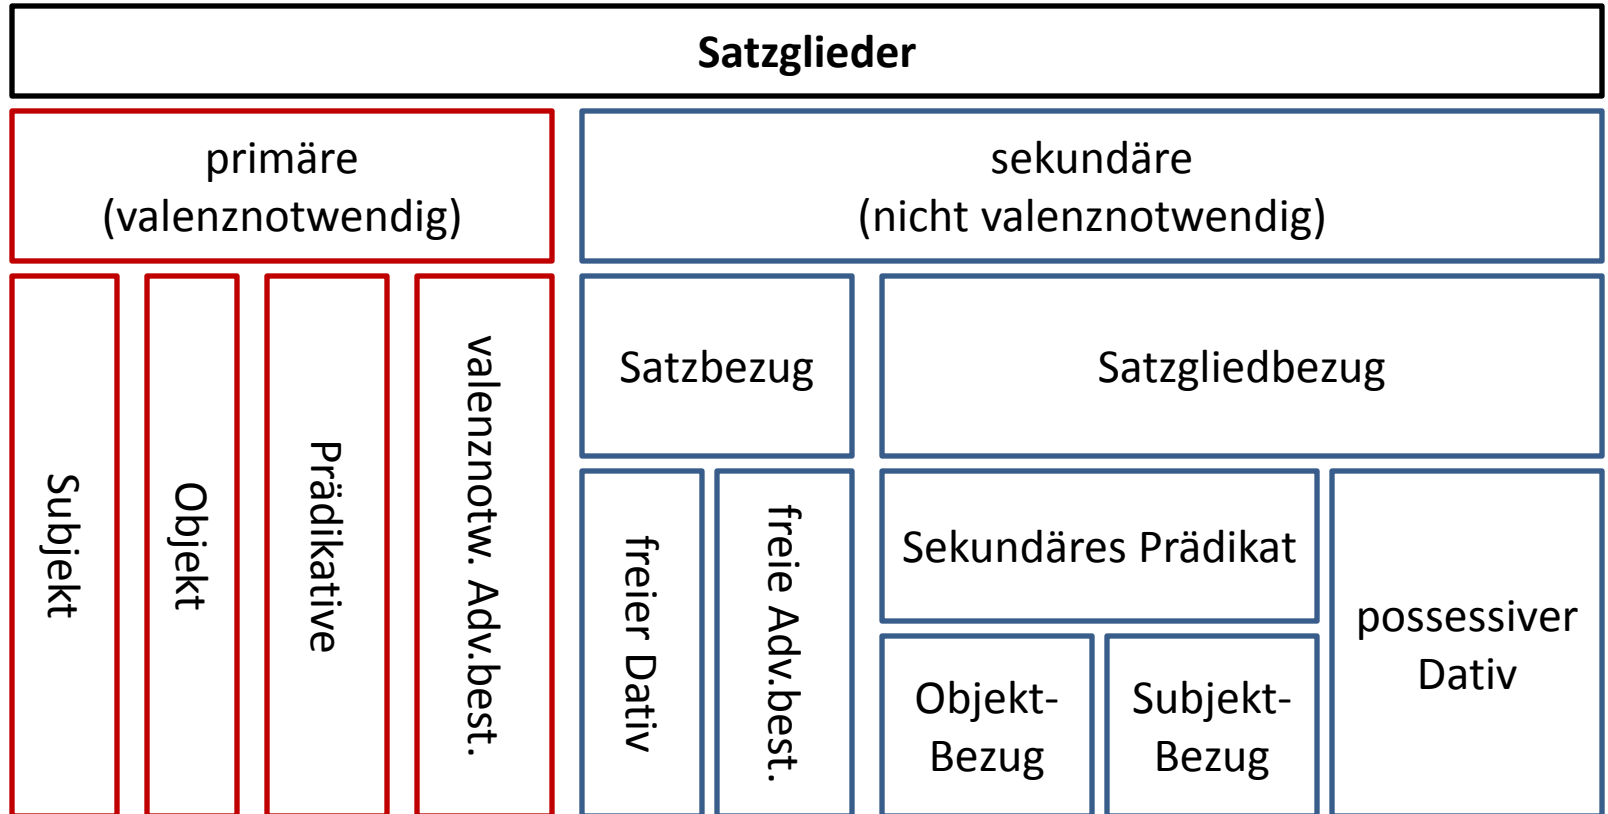 Satzglieder
primäre
(valenznotwendig)
sekundäre
(nicht valenznotwendig)
Subjekt
Objekt
Prädikative
valenznotw. Adv.best.
Satzbezug
Satzgliedbezug
freier Dativ
freie Adv.best.
Sekundäres Prädikat
Objekt-
Bezug
Subjekt-
Bezug
possessiver
Dativ